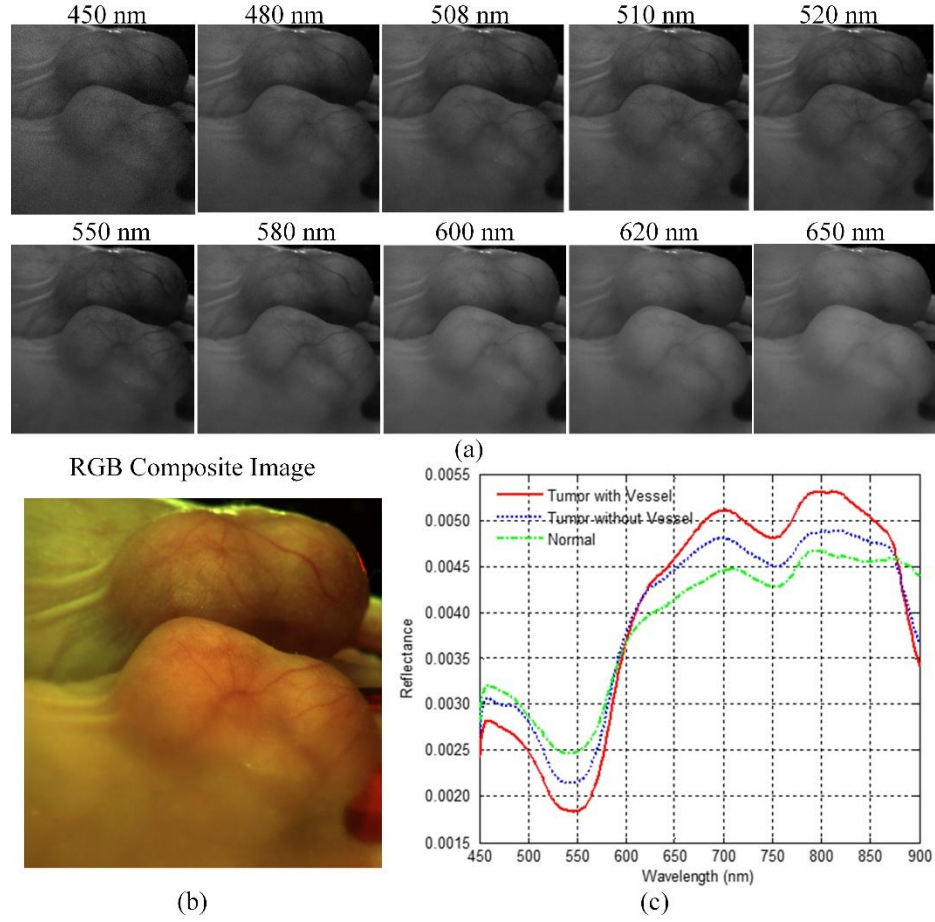 450 nm 480 nm 508 nm 510 nm 520 nm
550 nm 580 nm 600 nm 620 nm 650 nm
(a)
RGB Composite Image
(b)
0.0055
0.0050
0.0045
0.0040
0.0035
0.0030
0.0025
0.0020
0.0015
Reflectance
Tumor with Vessel
Tumor without Vessel
Normal
450 500 550 600 650 700 750 800 850 900
Wavelength (nm)
(c)